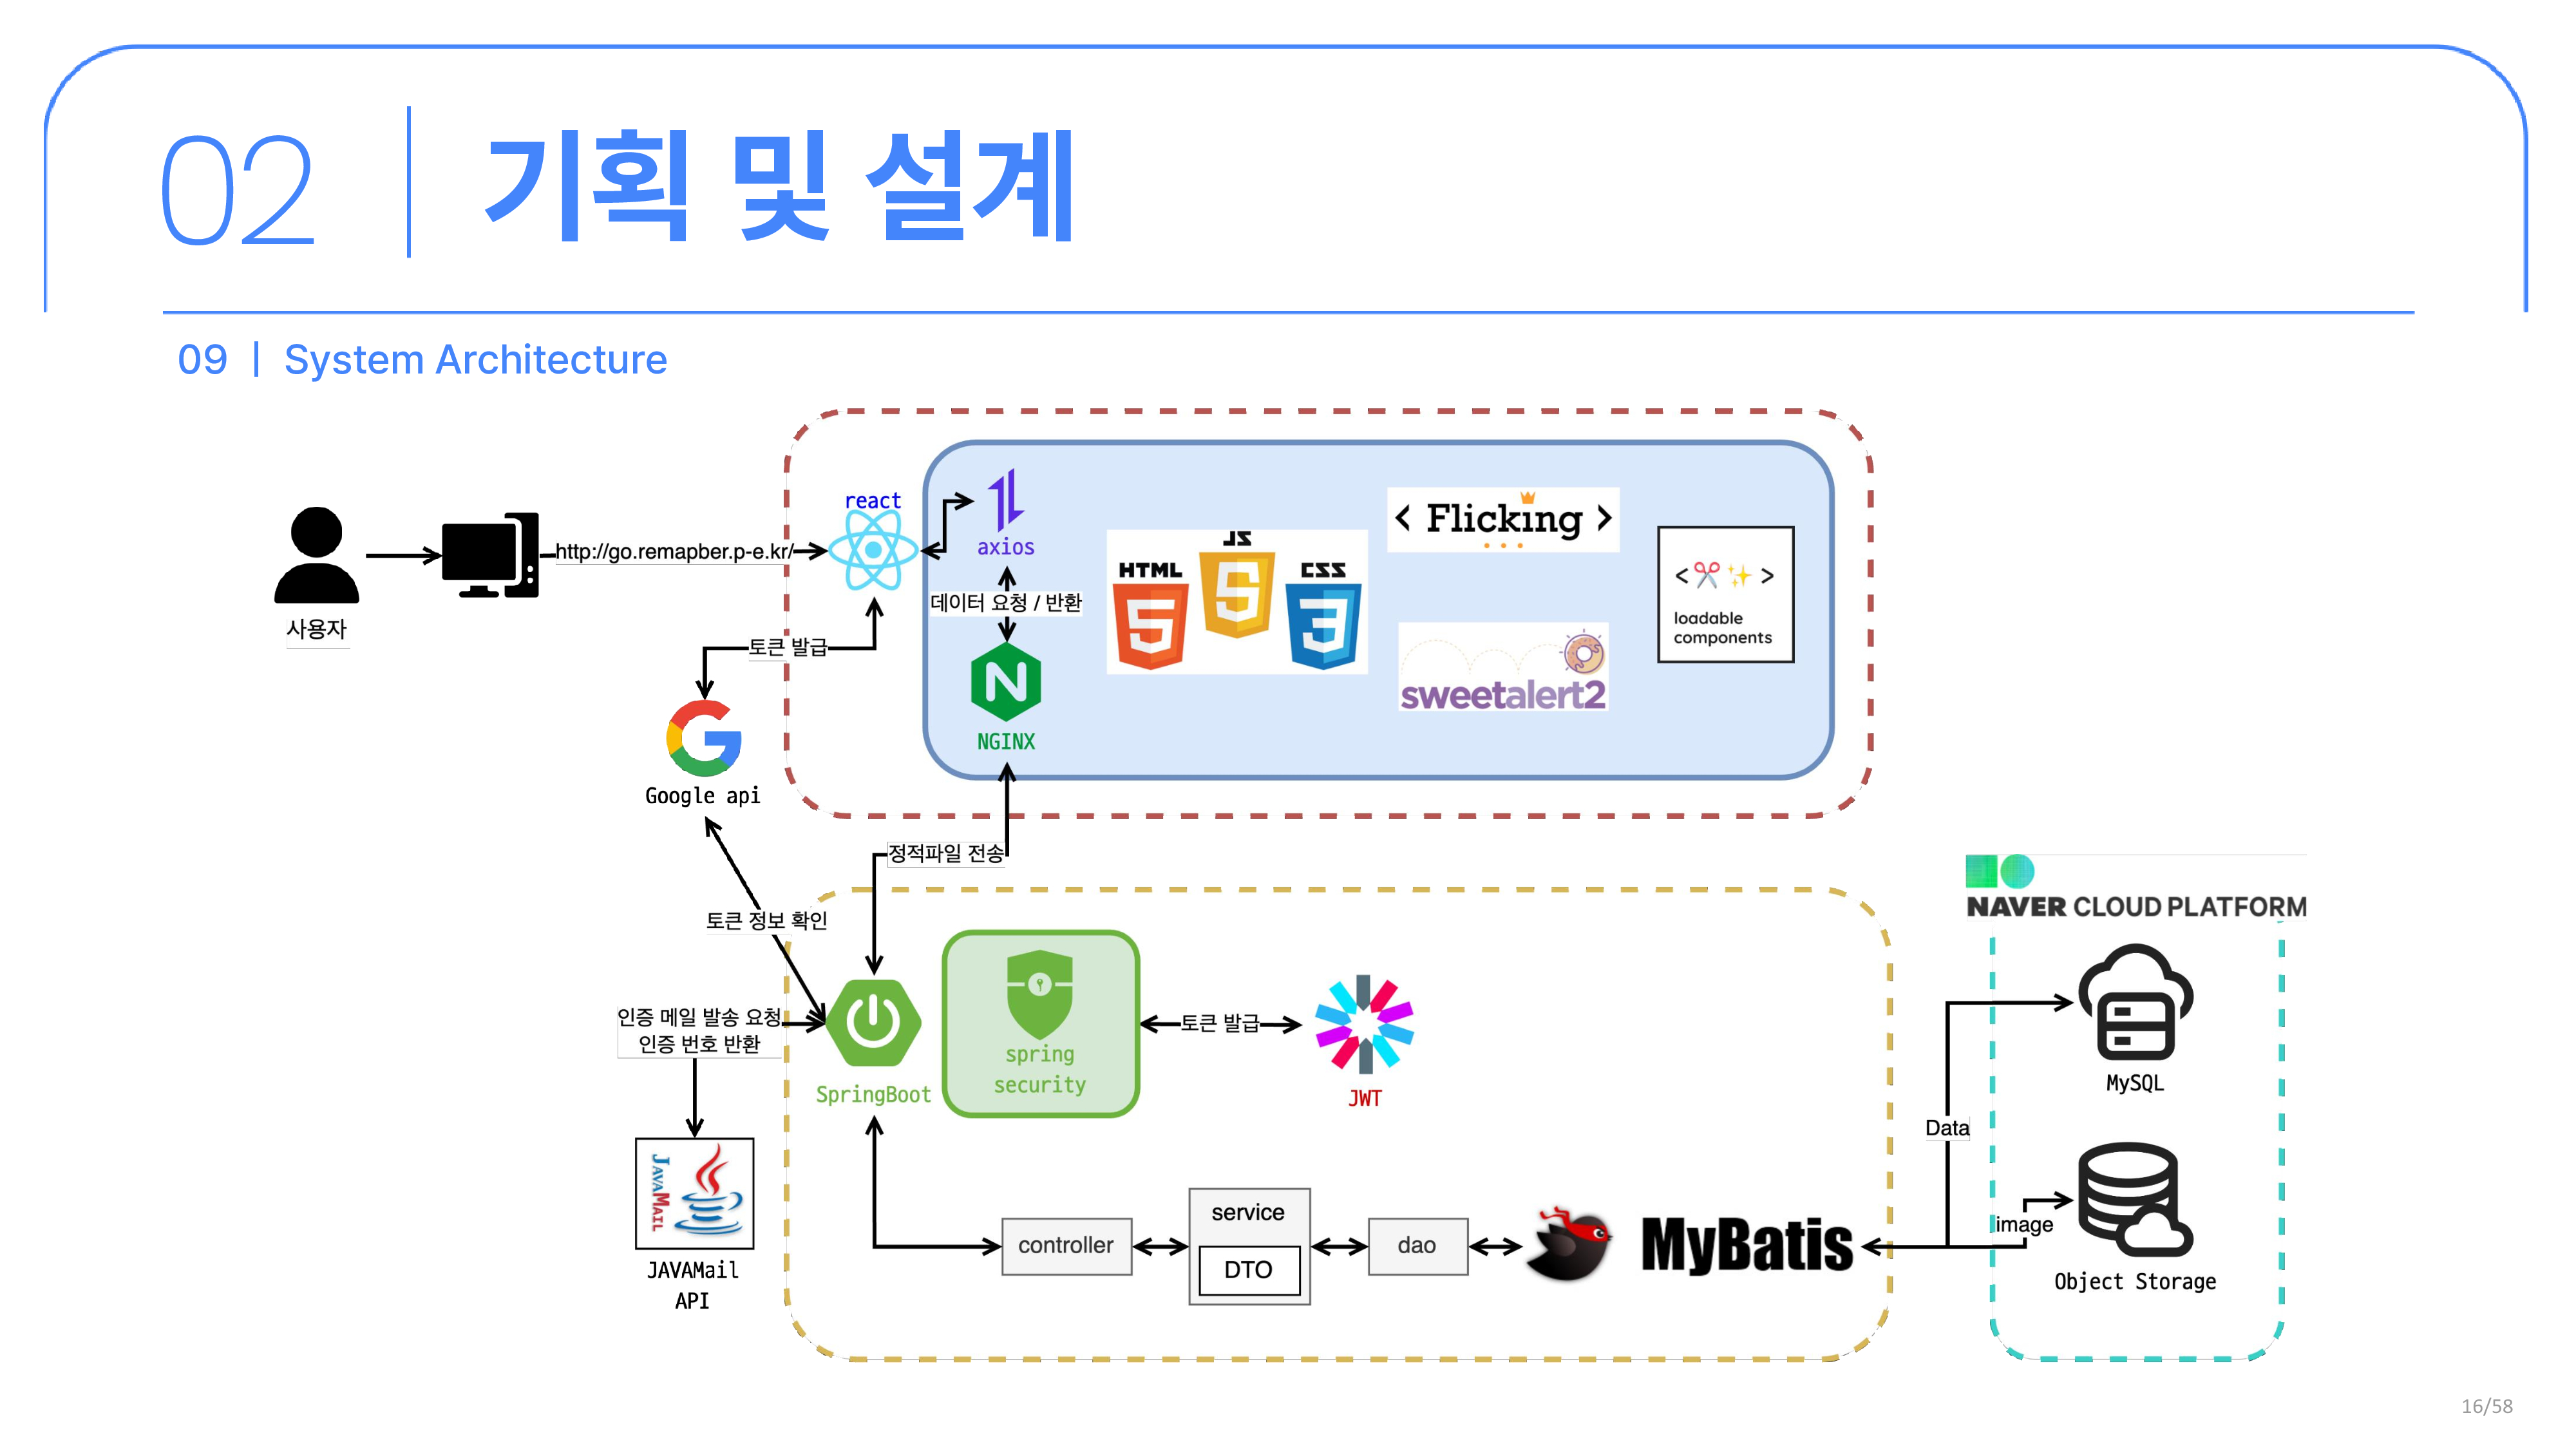 02
기획 및 설계
09 | System Architecture
사용자
http://go.remapber.p-e.kr/
react
axios
데이터 요청 / 반환
NGINX
HTML
JS
CSS
5
5
3
< Flicking >
sweetalert2
< >
loadable
components
토큰 발급
Google api
정적파일 전송
토큰 정보 확인
인증 메일 발송 요청
인증 번호 반환
SpringBoot
spring
security
토큰 발급
JWT
JAVAMAIL
JAVAMail
API
controller
service
DTO
dao
MyBatis
NAVER CLOUD PLATFORM
MySQL
Data
image
Object Storage
16/58